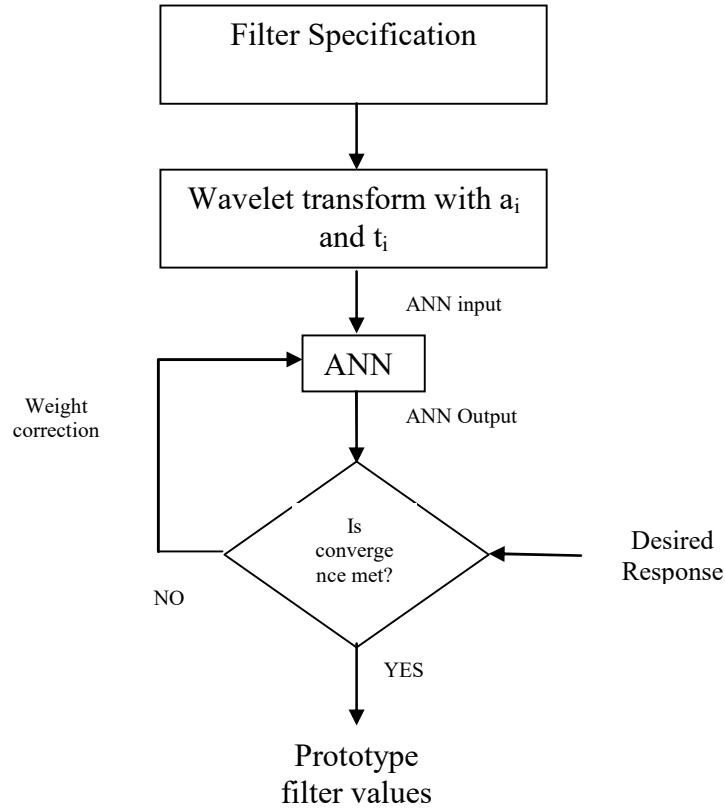 Filter Specification
Wavelet transform with aᵢ
and tᵢ
ANN input
ANN
Weight
correction
ANN Output
Is
converge
nce met?
Desired
Response
NO
YES
Prototype
filter values